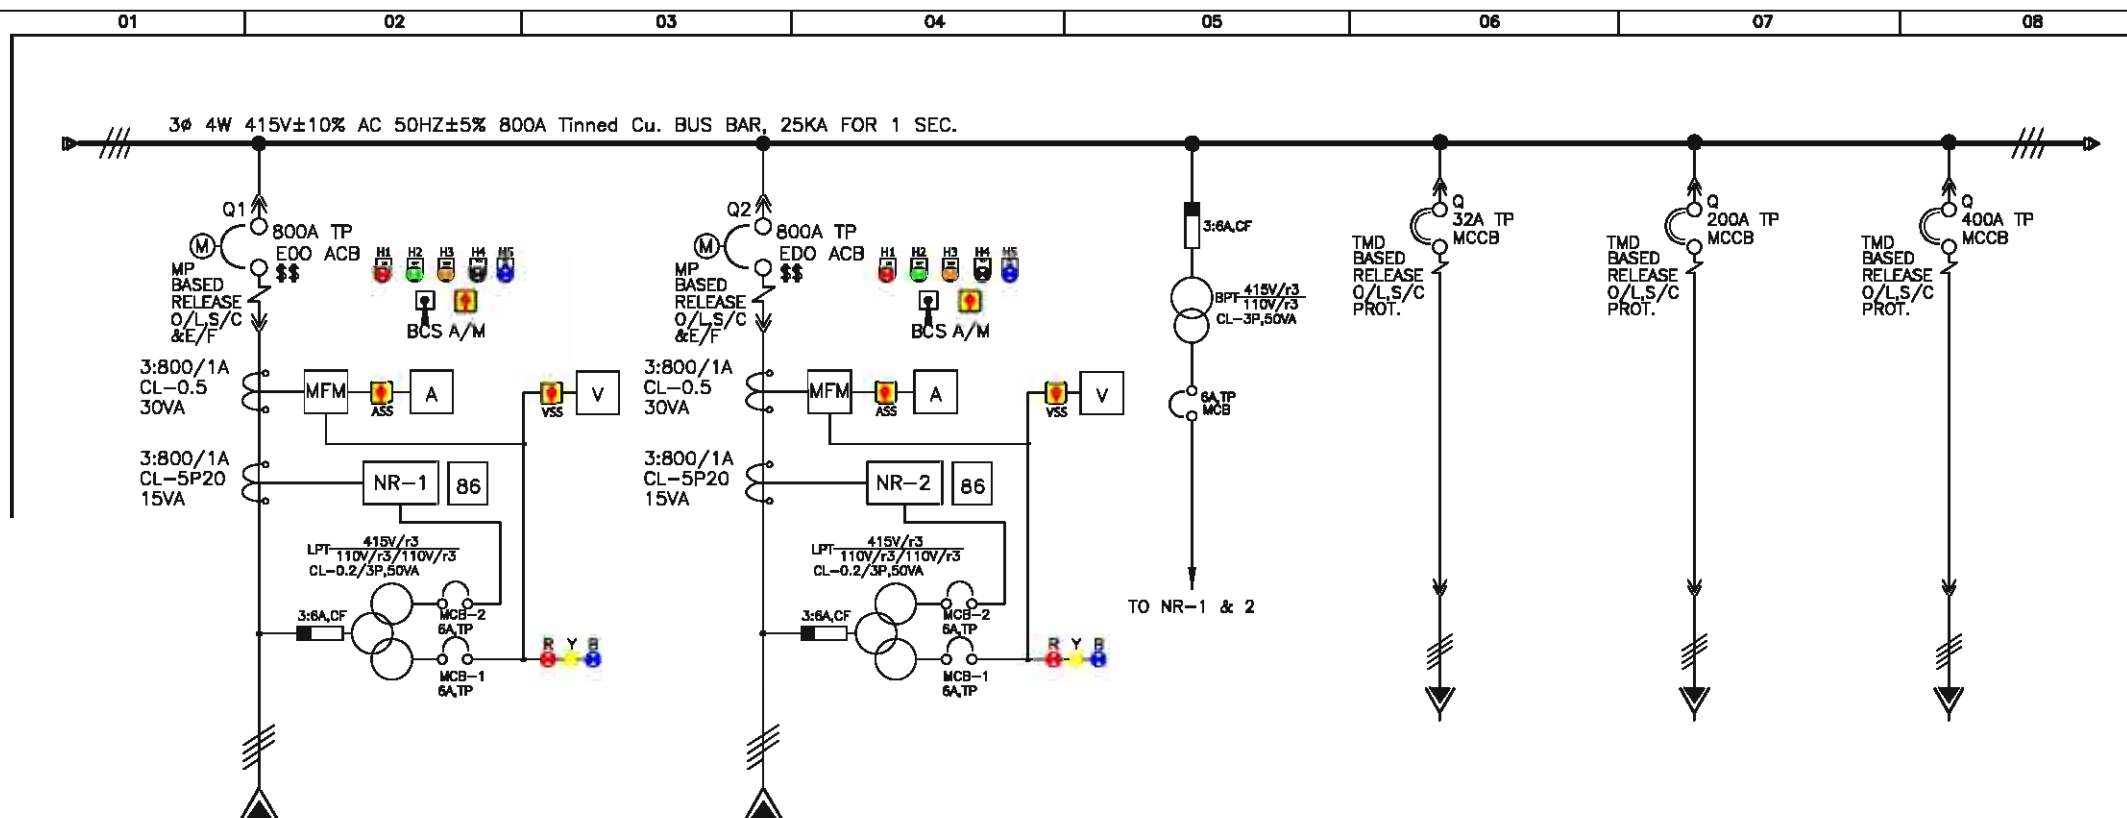 01 02 03 04 05 06 07 08
3ø 4W 415V±10% AC 50HZ±5% 800A Tinned Cu. BUS BAR, 25KA FOR 1 SEC.
Q1
800A TP
EDO ACB
$$
M
MP
BASED
RELEASE
O/L,S/C
&E/F
H1 H2 H3 H4 H5
BCS A/M
3:800/1A
CL-0.5
30VA
MFM
ASS
A
VSS
V
3:800/1A
CL-5P20
15VA
NR-1
86
LPT 415V/r3
110V/r3/110V/r3
CL-0.2/3P,50VA
3:6A,CF
MCB-2
6A,TP
MCB-1
6A,TP
R Y B
Q2
800A TP
EDO ACB
$$
M
MP
BASED
RELEASE
O/L,S/C
&E/F
H1 H2 H3 H4 H5
BCS A/M
3:800/1A
CL-0.5
30VA
MFM
ASS
A
VSS
V
3:800/1A
CL-5P20
15VA
NR-2
86
LPT 415V/r3
110V/r3/110V/r3
CL-0.2/3P,50VA
3:6A,CF
MCB-2
6A,TP
MCB-1
6A,TP
R Y B
3:6A,CF
BPT 415V/r3
110V/r3
CL-3P,50VA
6A,TP
MCB
TO NR-1 & 2
Q
32A TP
MCCB
TMD
BASED
RELEASE
O/L,S/C
PROT.
Q
200A TP
MCCB
TMD
BASED
RELEASE
O/L,S/C
PROT.
Q
400A TP
MCCB
TMD
BASED
RELEASE
O/L,S/C
PROT.